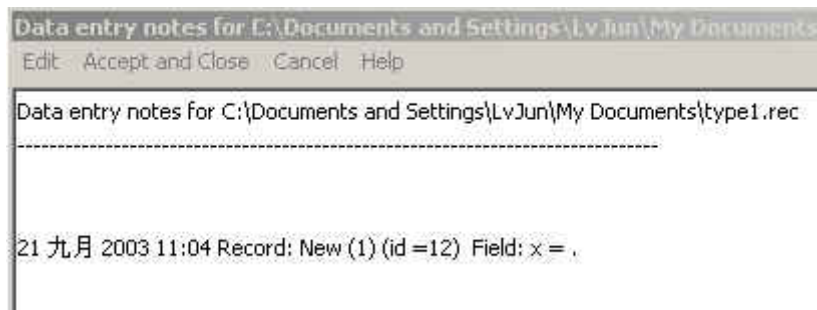 Data entry notes for C:\Documents and Settings\LvJun\My Documents
Edit Accept and Close Cancel Help
Data entry notes for C:\Documents and Settings\LvJun\My Documents\type1.rec
--------------------------------------------------------------------------------
21 九月 2003 11:04 Record: New (1) (id =12) Field: x = .